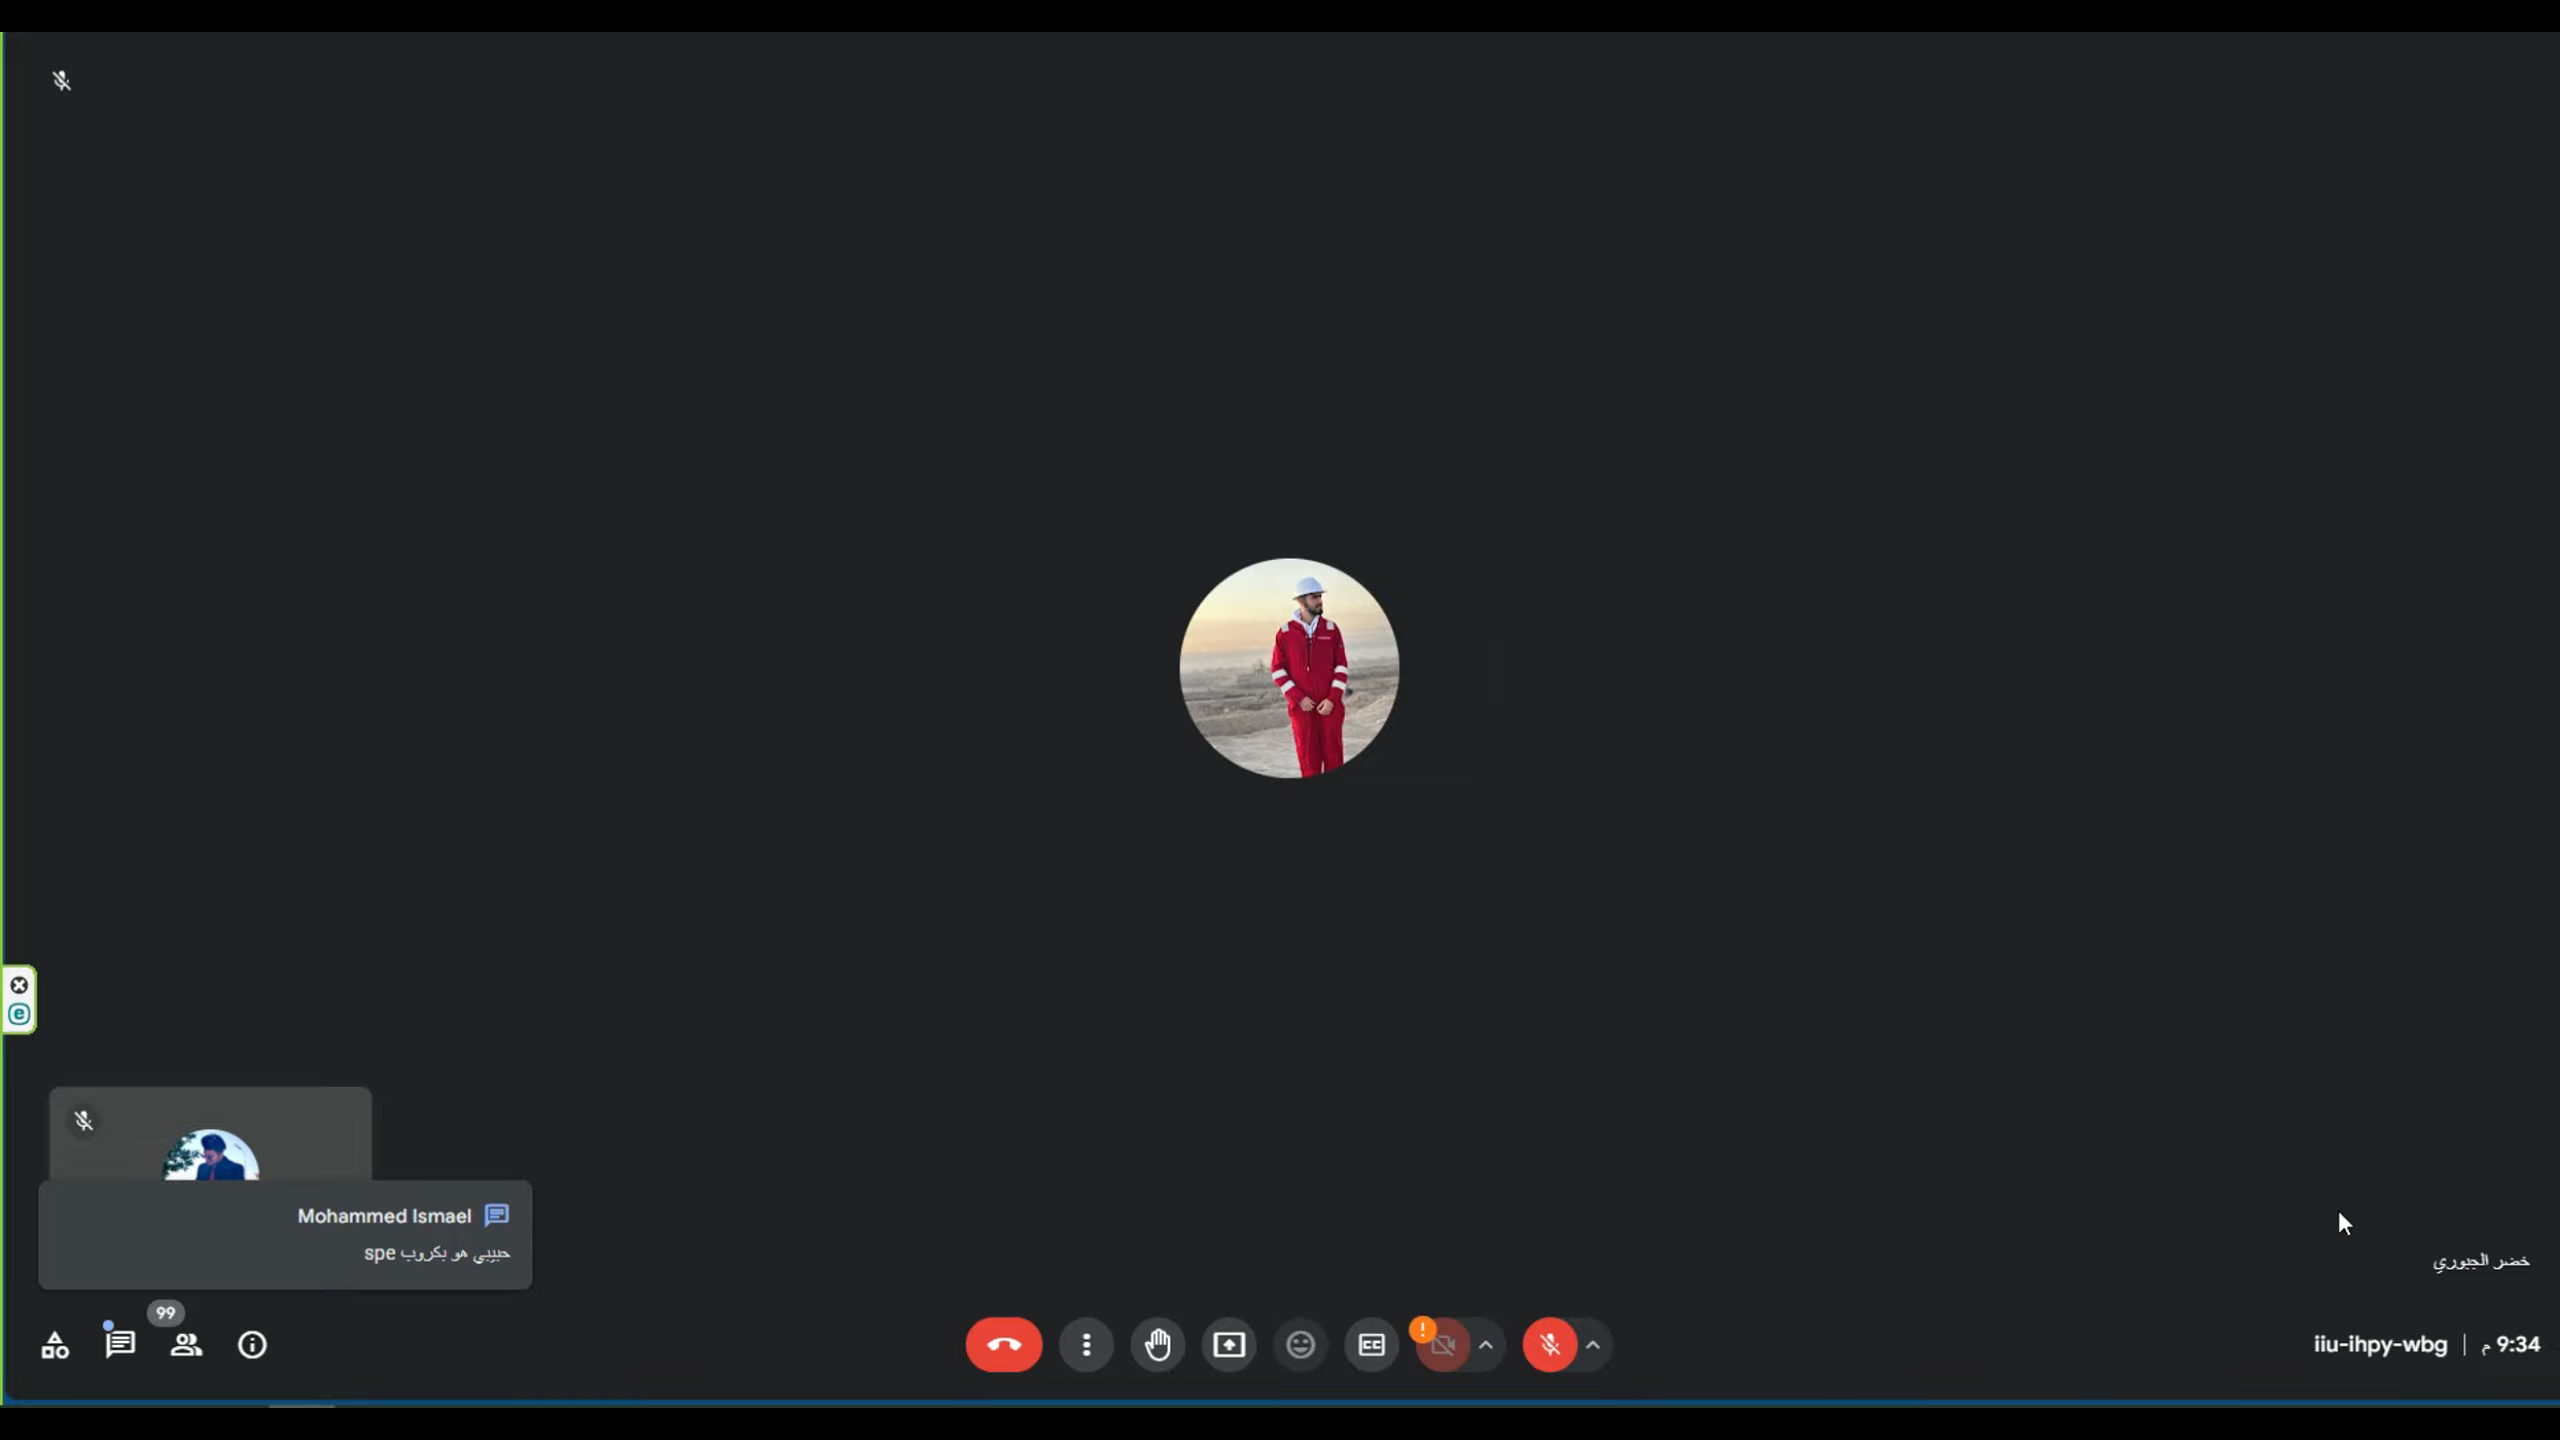 Mohammed Ismael
حبيبي هو بكروب spe
خضر الجبوري
99
iiu-ihpy-wbg | 9:34 م